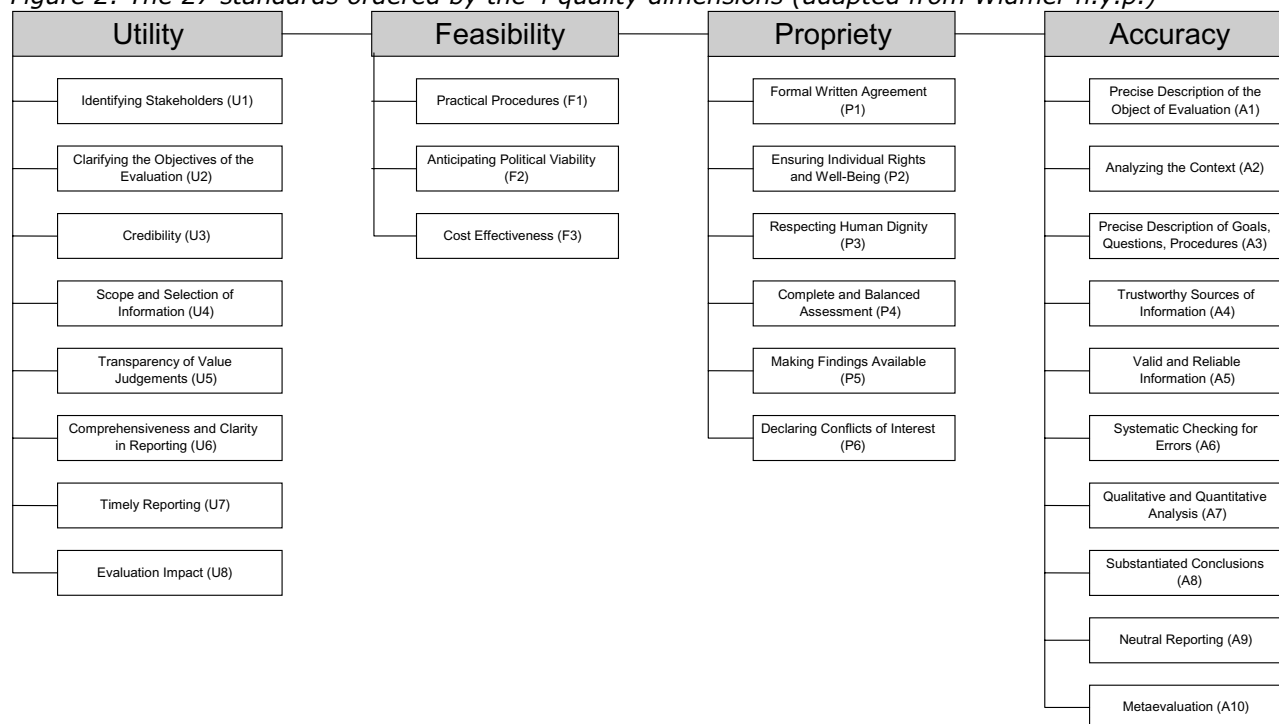 Figure 2: The 27 standards ordered by the 4 quality dimensions (adapted from Widmer n.y.p.)
Utility
Identifying Stakeholders (U1)
Clarifying the Objectives of the
Evaluation (U2)
Credibility (U3)
Scope and Selection of
Information (U4)
Transparency of Value
Judgements (U5)
Comprehensiveness and Clarity
in Reporting (U6)
Timely Reporting (U7)
Evaluation Impact (U8)
Feasibility
Practical Procedures (F1)
Anticipating Political Viability
(F2)
Cost Effectiveness (F3)
Propriety
Formal Written Agreement
(P1)
Ensuring Individual Rights
and Well-Being (P2)
Respecting Human Dignity
(P3)
Complete and Balanced
Assessment (P4)
Making Findings Available
(P5)
Declaring Conflicts of Interest
(P6)
Accuracy
Precise Description of the
Object of Evaluation (A1)
Analyzing the Context (A2)
Precise Description of Goals,
Questions, Procedures (A3)
Trustworthy Sources of
Information (A4)
Valid and Reliable
Information (A5)
Systematic Checking for
Errors (A6)
Qualitative and Quantitative
Analysis (A7)
Substantiated Conclusions
(A8)
Neutral Reporting (A9)
Metaevaluation (A10)